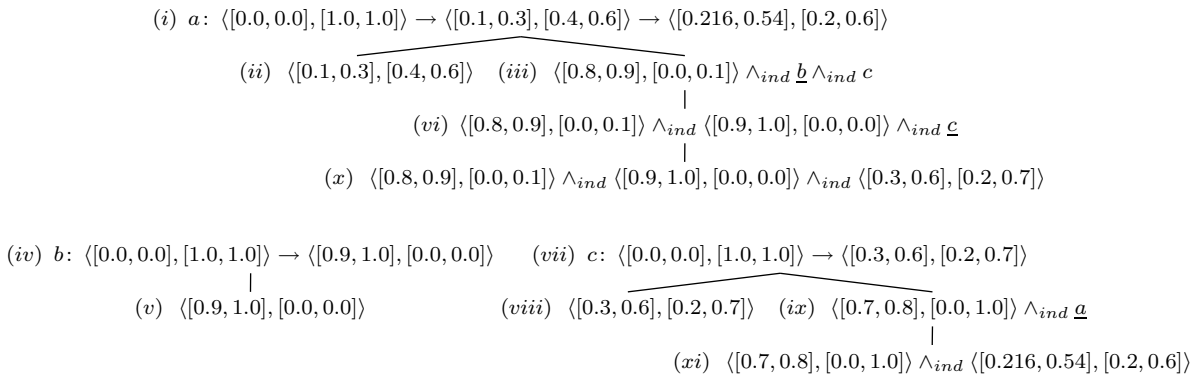 (i) a: ⟨[0.0, 0.0], [1.0, 1.0]⟩ → ⟨[0.1, 0.3], [0.4, 0.6]⟩ → ⟨[0.216, 0.54], [0.2, 0.6]⟩
(ii) ⟨[0.1, 0.3], [0.4, 0.6]⟩ (iii) ⟨[0.8, 0.9], [0.0, 0.1]⟩ ∧ind b ∧ind c
(vi) ⟨[0.8, 0.9], [0.0, 0.1]⟩ ∧ind ⟨[0.9, 1.0], [0.0, 0.0]⟩ ∧ind c
(x) ⟨[0.8, 0.9], [0.0, 0.1]⟩ ∧ind ⟨[0.9, 1.0], [0.0, 0.0]⟩ ∧ind ⟨[0.3, 0.6], [0.2, 0.7]⟩
(iv) b: ⟨[0.0, 0.0], [1.0, 1.0]⟩ → ⟨[0.9, 1.0], [0.0, 0.0]⟩ (vii) c: ⟨[0.0, 0.0], [1.0, 1.0]⟩ → ⟨[0.3, 0.6], [0.2, 0.7]⟩
(v) ⟨[0.9, 1.0], [0.0, 0.0]⟩ (viii) ⟨[0.3, 0.6], [0.2, 0.7]⟩ (ix) ⟨[0.7, 0.8], [0.0, 1.0]⟩ ∧ind a
(xi) ⟨[0.7, 0.8], [0.0, 1.0]⟩ ∧ind ⟨[0.216, 0.54], [0.2, 0.6]⟩